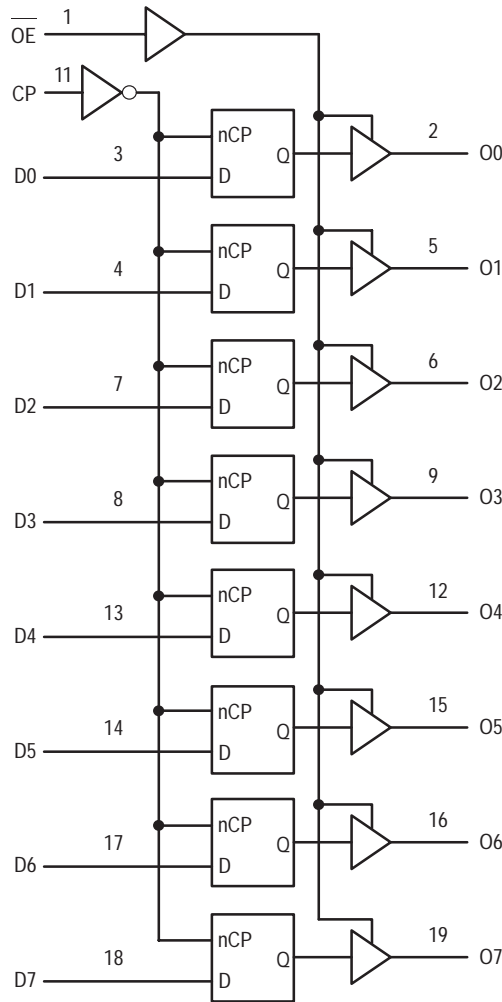 O̅E̅ 1
CP 11
nCP
D0 3 D Q 2 O0
nCP
D1 4 D Q 5 O1
nCP
D2 7 D Q 6 O2
nCP
D3 8 D Q 9 O3
nCP
D4 13 D Q 12 O4
nCP
D5 14 D Q 15 O5
nCP
D6 17 D Q 16 O6
nCP
D7 18 D Q 19 O7